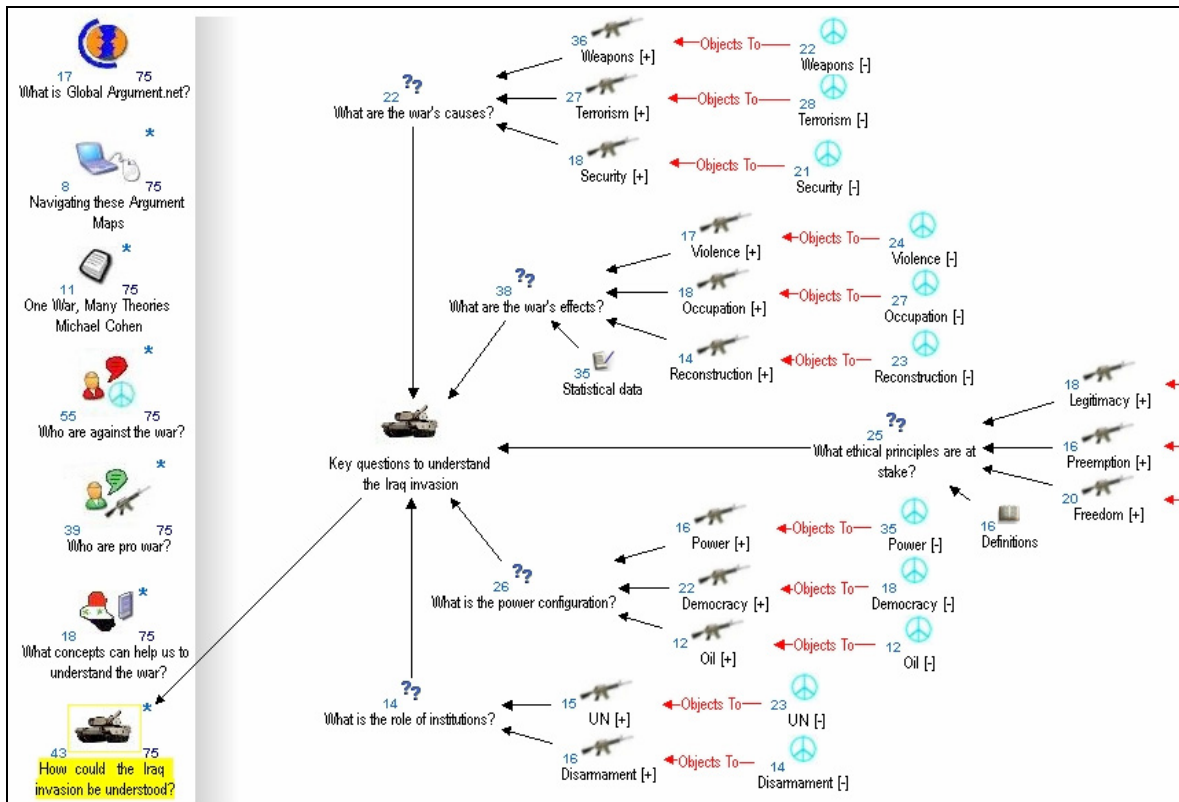 17 75
What is Global Argument.net?
*
8 75
Navigating these Argument
Maps
*
11 75
One War, Many Theories
Michael Cohen
*
55 75
Who are against the war?
*
39 75
Who are pro war?
*
18 75
What concepts can help us to
understand the war?
*
43 75
How could the Iraq
invasion be understood?
??
22
What are the war's causes?
36
Weapons [+]
Objects To
22
Weapons [-]
27
Terrorism [+]
Objects To
28
Terrorism [-]
18
Security [+]
Objects To
21
Security [-]
??
38
What are the war's effects?
17
Violence [+]
Objects To
24
Violence [-]
18
Occupation [+]
Objects To
27
Occupation [-]
14
Reconstruction [+]
Objects To
23
Reconstruction [-]
35
Statistical data
Key questions to understand
the Iraq invasion
??
25
What ethical principles are at
stake?
18
Legitimacy [+]
16
Preemption [+]
20
Freedom [+]
16
Definitions
??
26
What is the power configuration?
16
Power [+]
Objects To
35
Power [-]
22
Democracy [+]
Objects To
18
Democracy [-]
12
Oil [+]
Objects To
12
Oil [-]
??
14
What is the role of institutions?
15
UN [+]
Objects To
23
UN [-]
16
Disarmament [+]
Objects To
14
Disarmament [-]